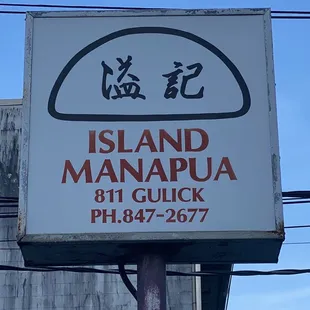 溢記
ISLAND
MANAPUA
811 GULICK
PH.847-2677